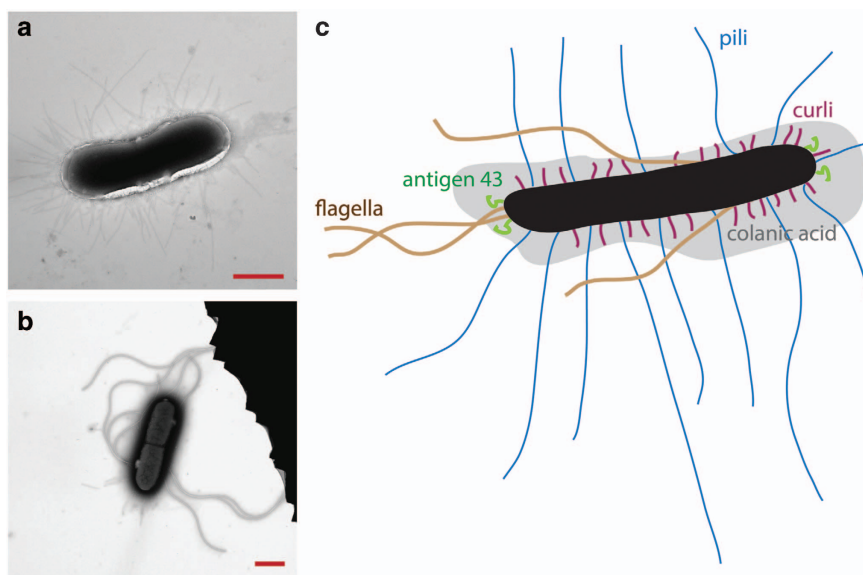 a
b
c
pili
curli
antigen 43
flagella
colanic acid